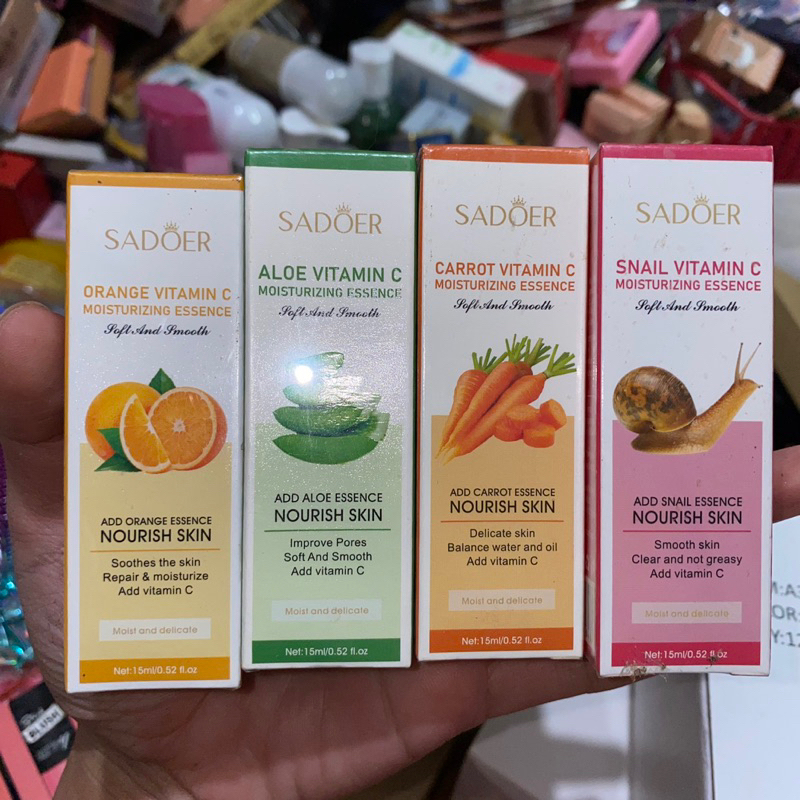 SADOER
ORANGE VITAMIN C
MOISTURIZING ESSENCE
Soft And Smooth
ADD ORANGE ESSENCE
NOURISH SKIN
Soothes the skin
Repair & moisturize
Add vitamin C
Moist and delicate
Net:15ml/0.52 fl.oz
SADOER
ALOE VITAMIN C
MOISTURIZING ESSENCE
Soft And Smooth
ADD ALOE ESSENCE
NOURISH SKIN
Improve Pores
Soft And Smooth
Add vitamin C
Moist and delicate
Net:15ml/0.52 fl.oz
SADOER
CARROT VITAMIN C
MOISTURIZING ESSENCE
Soft And Smooth
ADD CARROT ESSENCE
NOURISH SKIN
Delicate skin
Balance water and oil
Add vitamin C
Moist and delicate
Net:15ml/0.52 fl.oz
SADOER
SNAIL VITAMIN C
MOISTURIZING ESSENCE
Soft And Smooth
ADD SNAIL ESSENCE
NOURISH SKIN
Smooth skin
Clear and not greasy
Add vitamin C
Moist and delicate
Net:15ml/0.52 fl.oz